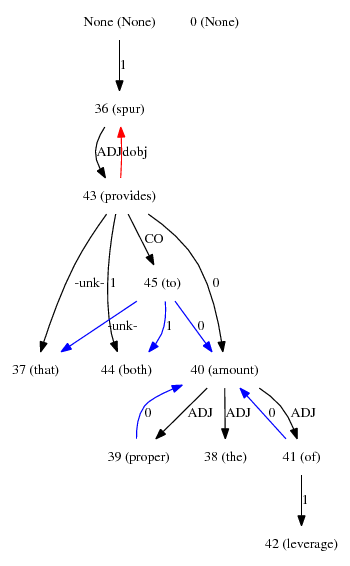 None (None) 0 (None)
1
36 (spur)
ADJ dobj
43 (provides)
CO
45 (to)
-unk- 1 0
-unk- 1 0
37 (that) 44 (both) 40 (amount)
0 ADJ ADJ 0 ADJ
39 (proper) 38 (the) 41 (of)
1
42 (leverage)